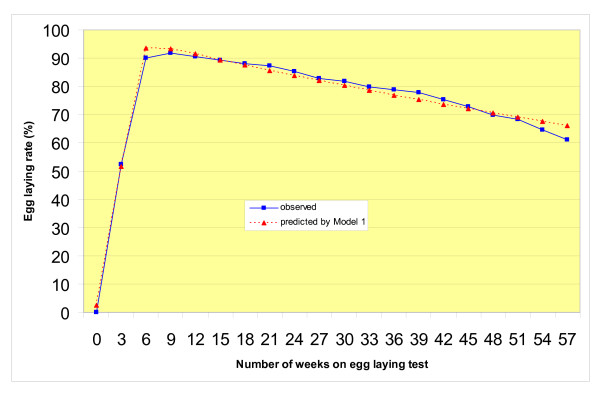 100
90
80
70
60
50
40
30
20
10
0
Egg laying rate (%)
observed
predicted by Model 1
0 3 6 9 12 15 18 21 24 27 30 33 36 39 42 45 48 51 54 57
Number of weeks on egg laying test